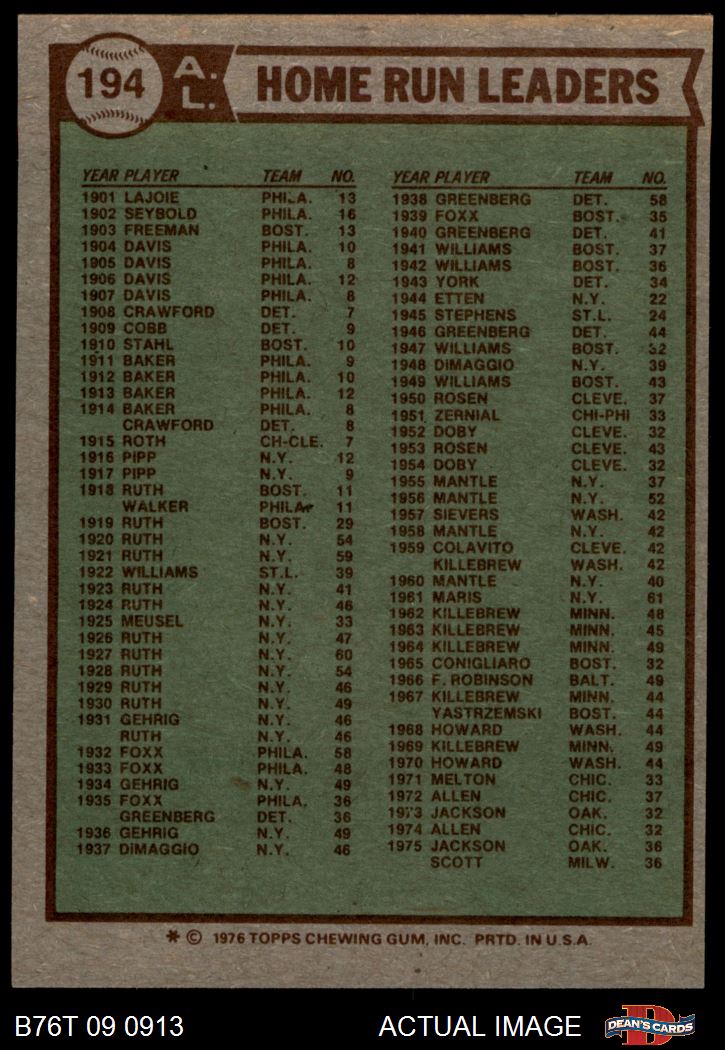 194 A.L. HOME RUN LEADERS
YEAR PLAYER TEAM NO.
1901 LAJOIE PHILA. 13
1902 SEYBOLD PHILA. 16
1903 FREEMAN BOST. 13
1904 DAVIS PHILA. 10
1905 DAVIS PHILA. 8
1906 DAVIS PHILA. 12
1907 DAVIS PHILA. 8
1908 CRAWFORD DET. 7
1909 COBB DET. 9
1910 STAHL BOST. 10
1911 BAKER PHILA. 9
1912 BAKER PHILA. 10
1913 BAKER PHILA. 12
1914 BAKER PHILA. 8
CRAWFORD DET. 8
1915 ROTH CH-CLE. 7
1916 PIPP N.Y. 12
1917 PIPP N.Y. 9
1918 RUTH BOST. 11
WALKER PHILA. 11
1919 RUTH BOST. 29
1920 RUTH N.Y. 54
1921 RUTH N.Y. 59
1922 WILLIAMS ST.L. 39
1923 RUTH N.Y. 41
1924 RUTH N.Y. 46
1925 MEUSEL N.Y. 33
1926 RUTH N.Y. 47
1927 RUTH N.Y. 60
1928 RUTH N.Y. 54
1929 RUTH N.Y. 46
1930 RUTH N.Y. 49
1931 GEHRIG N.Y. 46
RUTH N.Y. 46
1932 FOXX PHILA. 58
1933 FOXX PHILA. 48
1934 GEHRIG N.Y. 49
1935 FOXX PHILA. 36
GREENBERG DET. 36
1936 GEHRIG N.Y. 49
1937 DiMAGGIO N.Y. 46
YEAR PLAYER TEAM NO.
1938 GREENBERG DET. 58
1939 FOXX BOST. 35
1940 GREENBERG DET. 41
1941 WILLIAMS BOST. 37
1942 WILLIAMS BOST. 36
1943 YORK DET. 34
1944 ETTEN N.Y. 22
1945 STEPHENS ST.L. 24
1946 GREENBERG DET. 44
1947 WILLIAMS BOST. 32
1948 DIMAGGIO N.Y. 39
1949 WILLIAMS BOST. 43
1950 ROSEN CLEVE. 37
1951 ZERNIAL CHI-PHI 33
1952 DOBY CLEVE. 32
1953 ROSEN CLEVE. 43
1954 DOBY CLEVE. 32
1955 MANTLE N.Y. 37
1956 MANTLE N.Y. 52
1957 SIEVERS WASH. 42
1958 MANTLE N.Y. 42
1959 COLAVITO CLEVE. 42
KILLEBREW WASH. 42
1960 MANTLE N.Y. 40
1961 MARIS N.Y. 61
1962 KILLEBREW MINN. 48
1963 KILLEBREW MINN. 45
1964 KILLEBREW MINN. 49
1965 CONIGLIARO BOST. 32
1966 F. ROBINSON BALT. 49
1967 KILLEBREW MINN. 44
YASTRZEMSKI BOST. 44
1968 HOWARD WASH. 44
1969 KILLEBREW MINN. 49
1970 HOWARD WASH. 44
1971 MELTON CHIC. 33
1972 ALLEN CHIC. 37
1973 JACKSON OAK. 32
1974 ALLEN CHIC. 32
1975 JACKSON OAK. 36
SCOTT MILW. 36
* © 1976 TOPPS CHEWING GUM, INC. PRTD. IN U.S.A.
B76T 09 0913 ACTUAL IMAGE DEAN'S CARDS